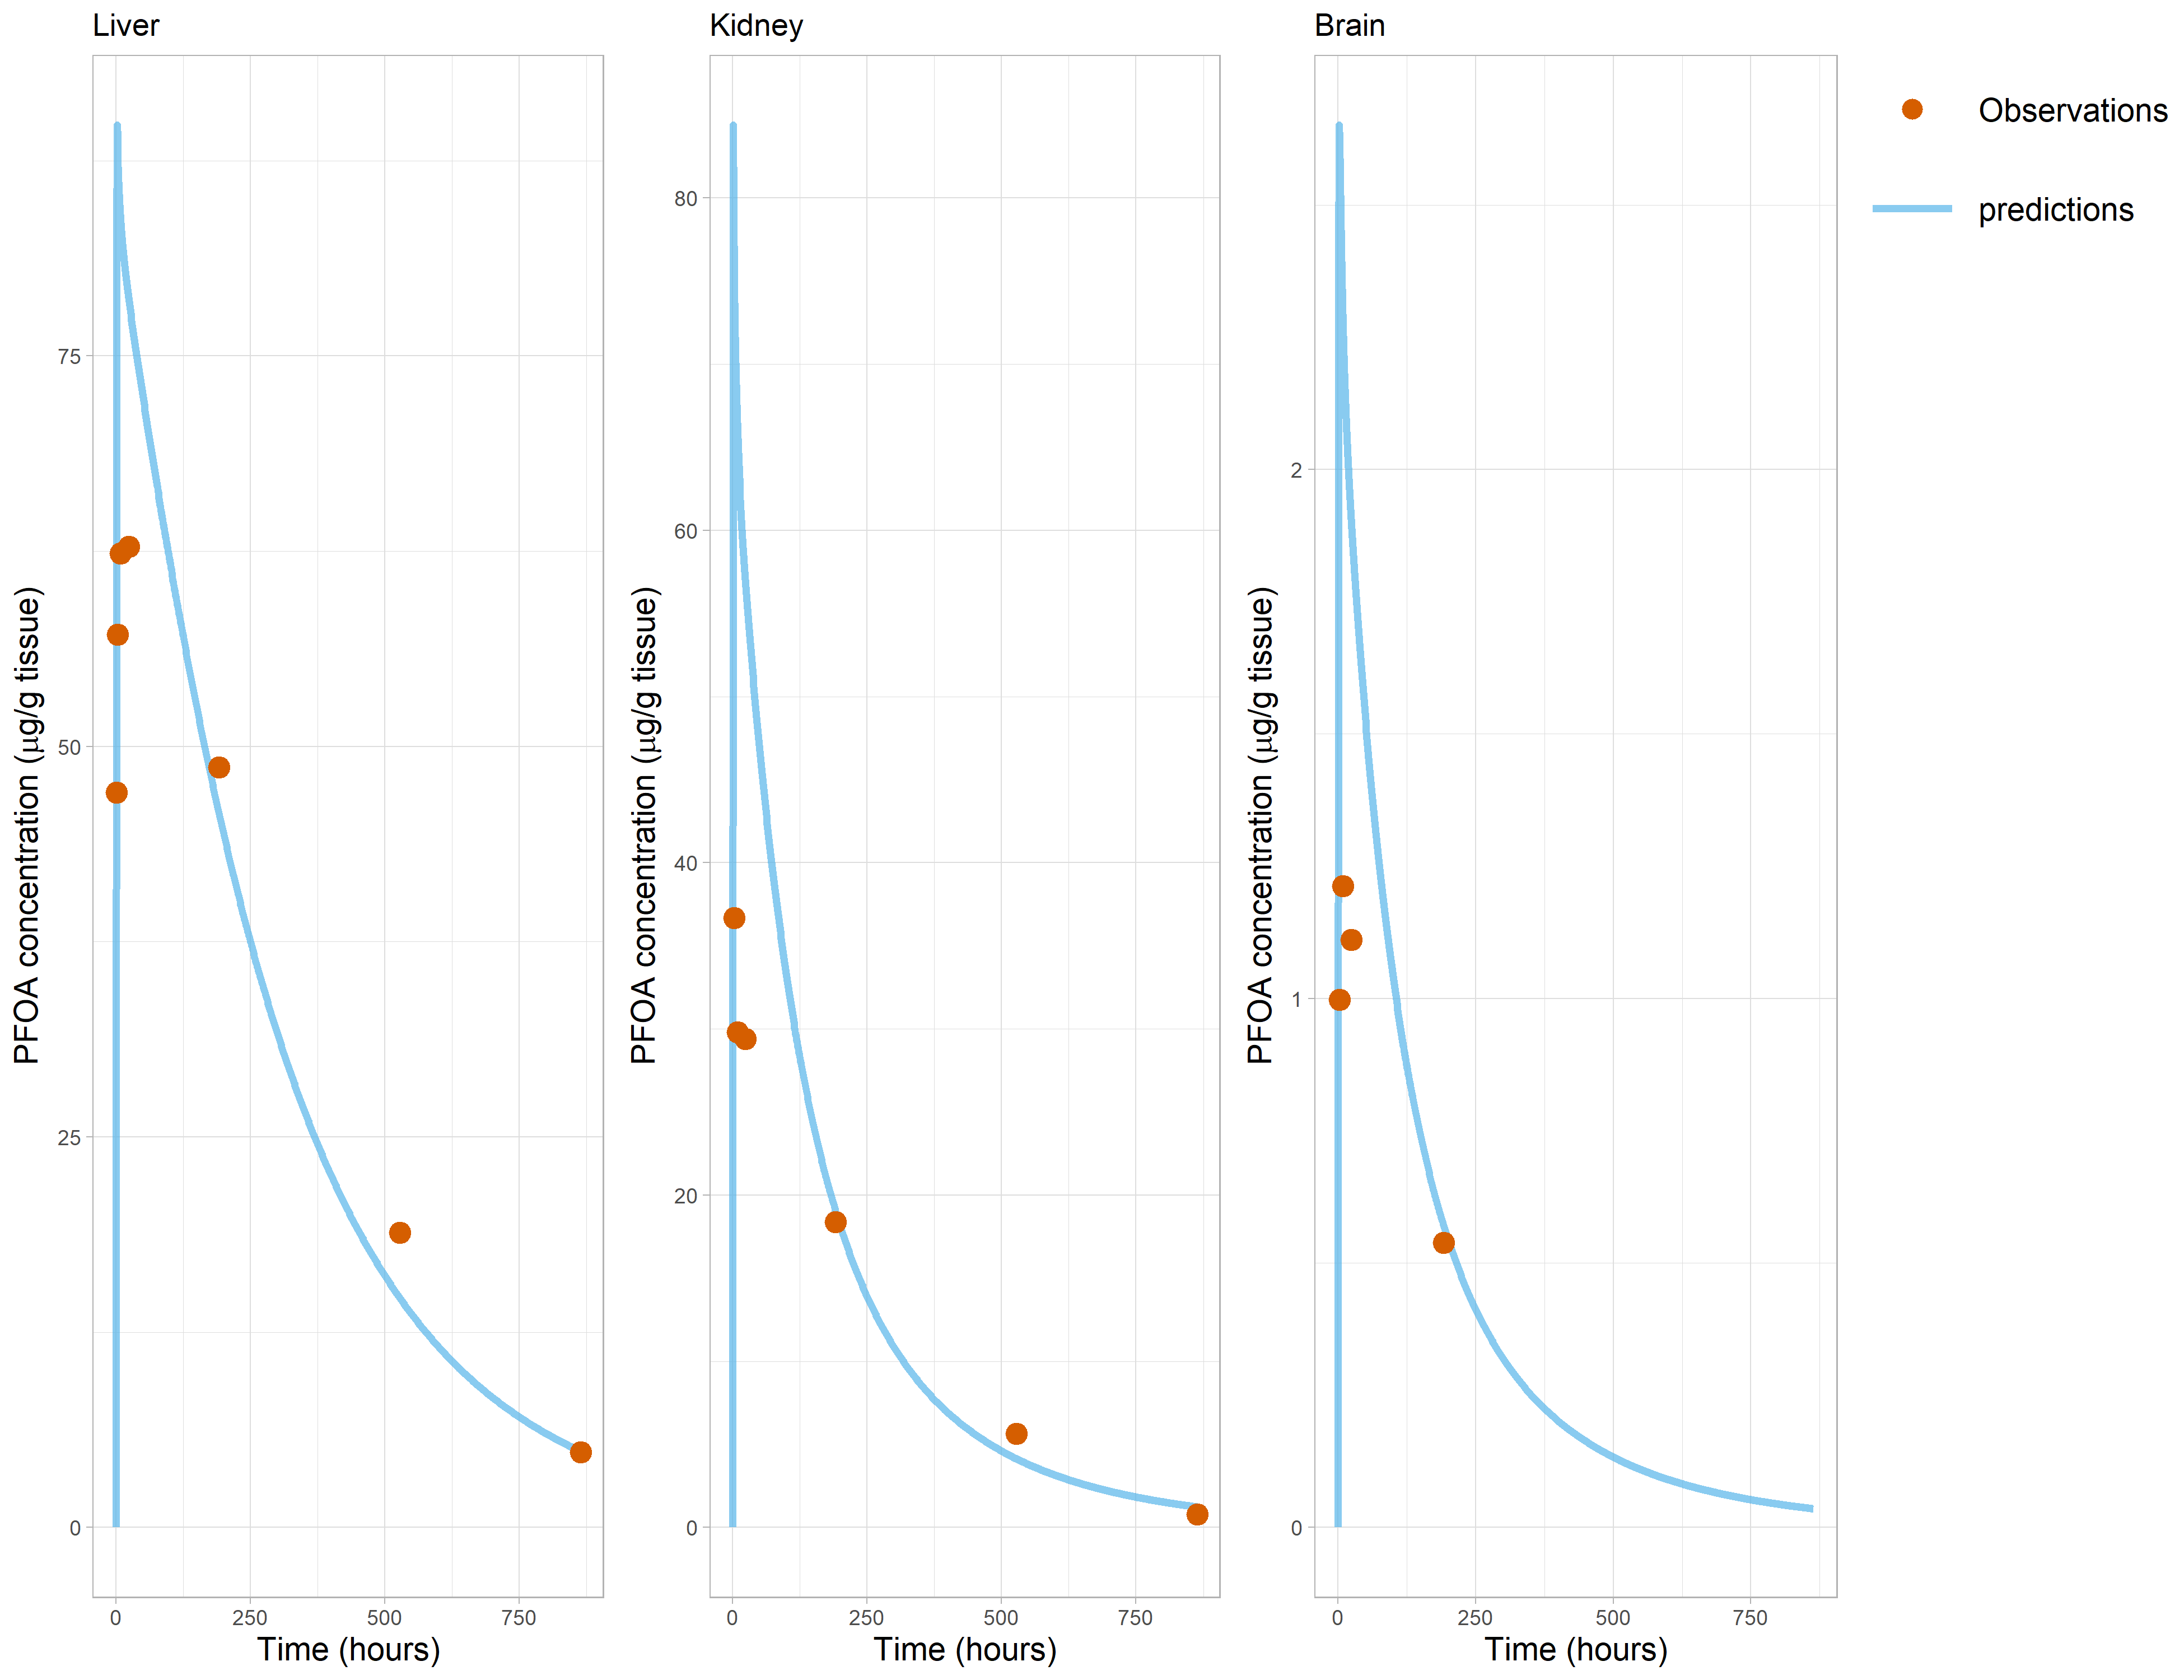 Liver
PFOA concentration (μg/g tissue)
75
50
25
0
0 250 500 750
Time (hours)
Kidney
PFOA concentration (μg/g tissue)
80
60
40
20
0
0 250 500 750
Time (hours)
Brain
PFOA concentration (μg/g tissue)
2
1
0
0 250 500 750
Time (hours)
Observations
predictions